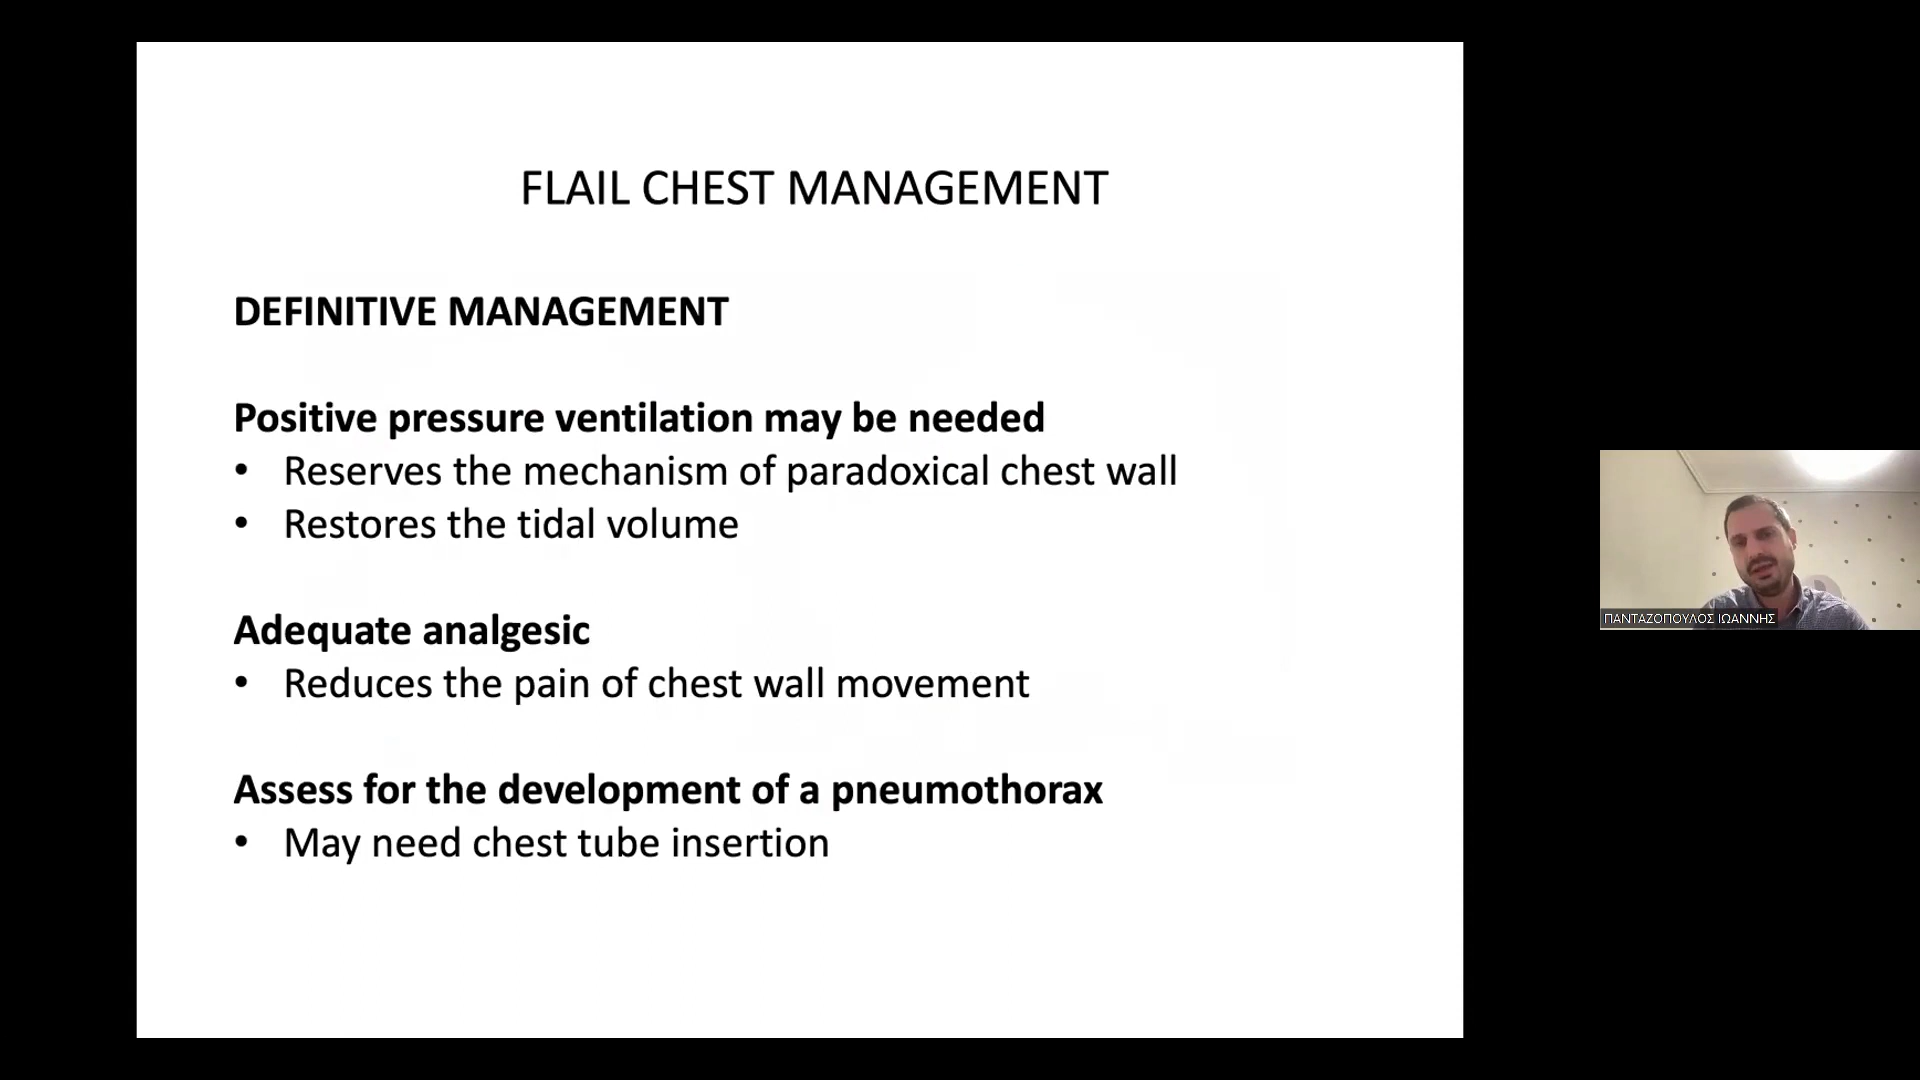 FLAIL CHEST MANAGEMENT
DEFINITIVE MANAGEMENT
Positive pressure ventilation may be needed
• Reserves the mechanism of paradoxical chest wall
• Restores the tidal volume
Adequate analgesic
• Reduces the pain of chest wall movement
Assess for the development of a pneumothorax
• May need chest tube insertion
ΠΑΝΤΑΖΟΠΟΥΛΟΣ ΙΩΑΝΝΗΣ